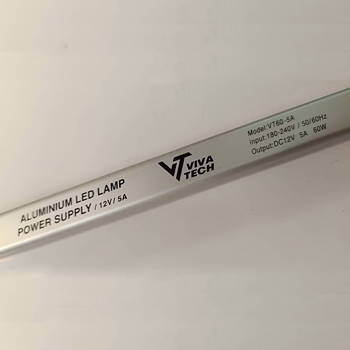 ALUMINIUM LED LAMP
POWER SUPPLY / 12V / 5A
VT VIVA
TECH
Model:VT60-5A
Input:180-240V / 50/60Hz
Output:DC12V 5A 60W